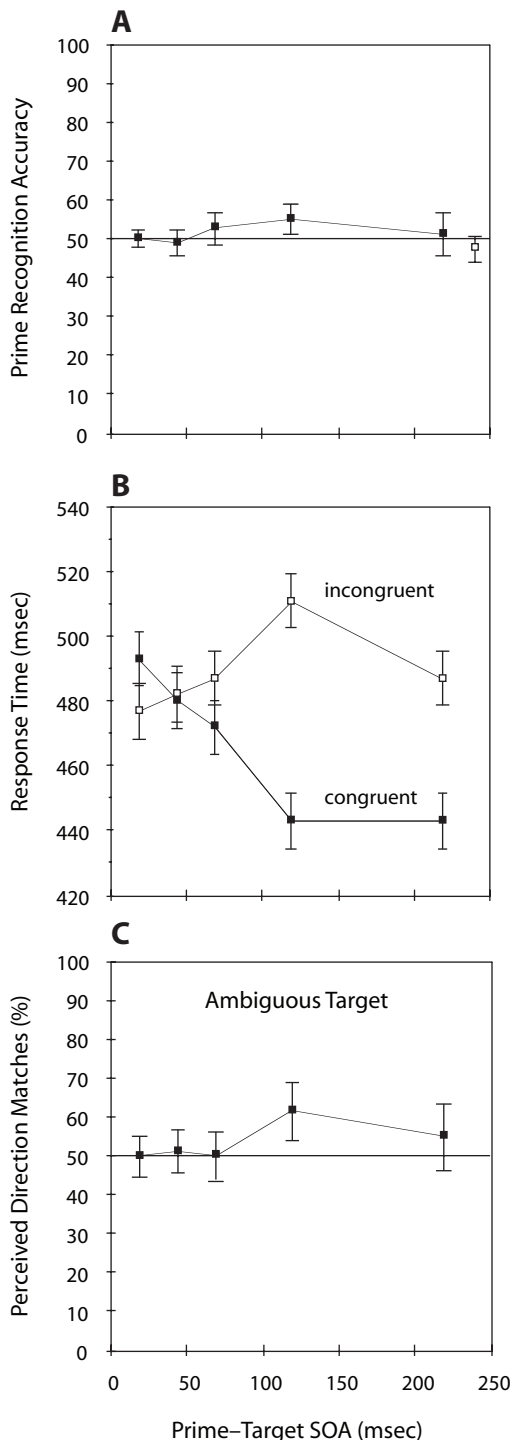 A
Prime Recognition Accuracy
100
90
80
70
60
50
40
30
20
10
0
B
Response Time (msec)
540
520
500
480
460
440
420
incongruent
congruent
C
Perceived Direction Matches (%)
100
90
80
70
60
50
40
30
20
10
0
Ambiguous Target
0 50 100 150 200 250
Prime–Target SOA (msec)